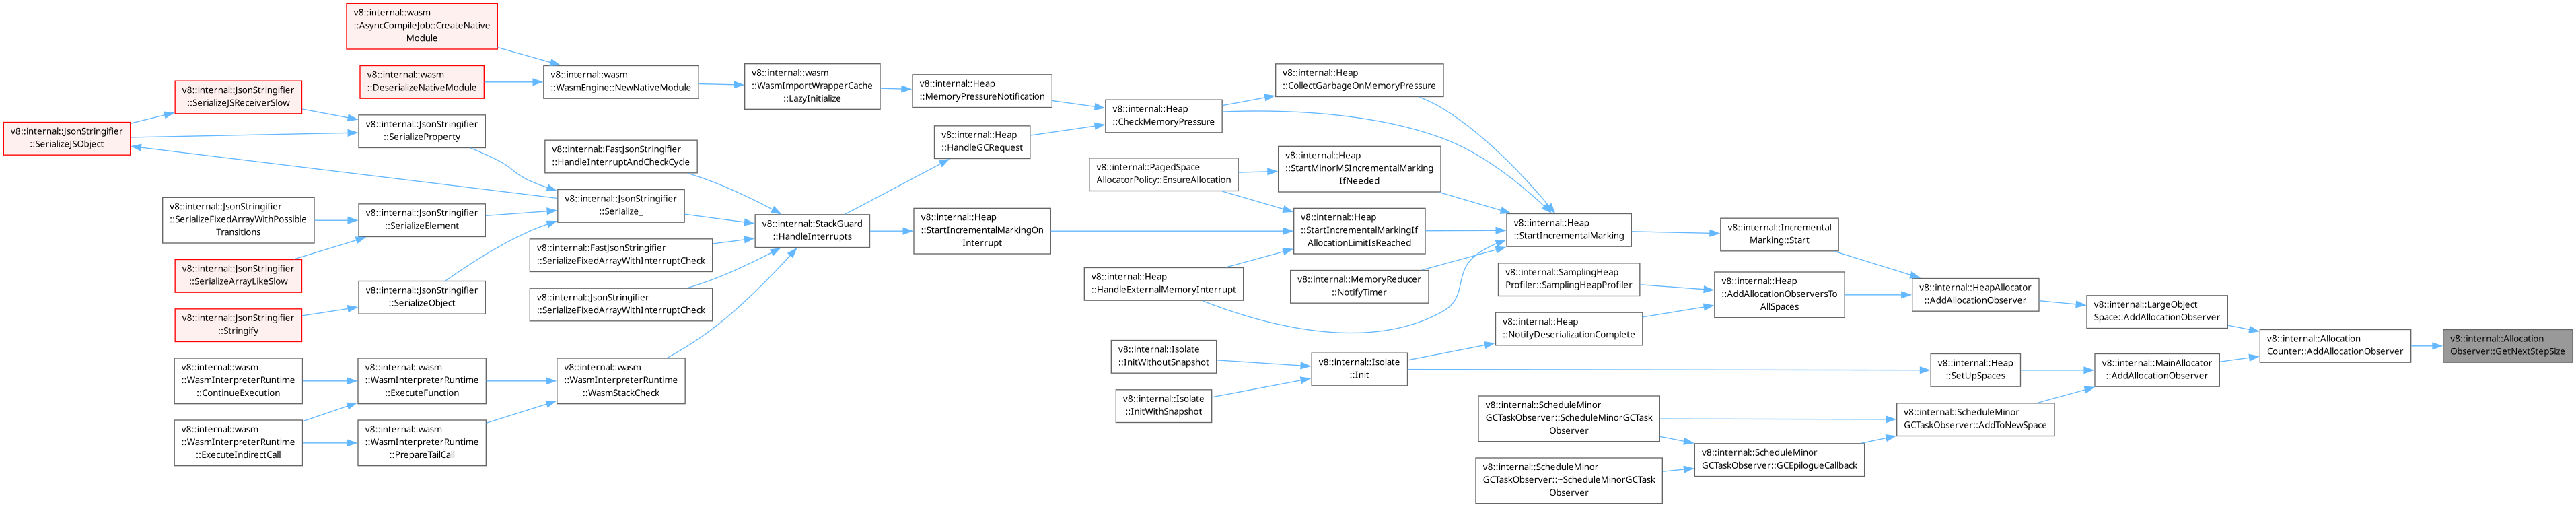 v8::internal::wasm
::AsyncCompileJob::CreateNative
Module
v8::internal::wasm
::DeserializeNativeModule
v8::internal::JsonStringifier
::SerializeJSReceiverSlow
v8::internal::JsonStringifier
::SerializeJSObject
v8::internal::JsonStringifier
::SerializeProperty
v8::internal::JsonStringifier
::SerializeFixedArrayWithPossible
Transitions
v8::internal::JsonStringifier
::SerializeElement
v8::internal::JsonStringifier
::SerializeArrayLikeSlow
v8::internal::JsonStringifier
::SerializeObject
v8::internal::JsonStringifier
::Stringify
v8::internal::wasm
::WasmInterpreterRuntime
::ContinueExecution
v8::internal::wasm
::WasmInterpreterRuntime
::ExecuteFunction
v8::internal::wasm
::WasmInterpreterRuntime
::ExecuteIndirectCall
v8::internal::wasm
::WasmInterpreterRuntime
::PrepareTailCall
v8::internal::wasm
::WasmEngine::NewNativeModule
v8::internal::FastJsonStringifier
::HandleInterruptAndCheckCycle
v8::internal::JsonStringifier
::Serialize_
v8::internal::FastJsonStringifier
::SerializeFixedArrayWithInterruptCheck
v8::internal::JsonStringifier
::SerializeFixedArrayWithInterruptCheck
v8::internal::wasm
::WasmInterpreterRuntime
::WasmStackCheck
v8::internal::wasm
::WasmImportWrapperCache
::LazyInitialize
v8::internal::StackGuard
::HandleInterrupts
v8::internal::Heap
::MemoryPressureNotification
v8::internal::Heap
::HandleGCRequest
v8::internal::Heap
::StartIncrementalMarkingOn
Interrupt
v8::internal::Heap
::CheckMemoryPressure
v8::internal::PagedSpace
AllocatorPolicy::EnsureAllocation
v8::internal::Heap
::HandleExternalMemoryInterrupt
v8::internal::Isolate
::InitWithoutSnapshot
v8::internal::Isolate
::InitWithSnapshot
v8::internal::Heap
::CollectGarbageOnMemoryPressure
v8::internal::Heap
::StartMinorMSIncrementalMarking
IfNeeded
v8::internal::Heap
::StartIncrementalMarkingIf
AllocationLimitIsReached
v8::internal::MemoryReducer
::NotifyTimer
v8::internal::Isolate
::Init
v8::internal::Heap
::StartIncrementalMarking
v8::internal::SamplingHeap
Profiler::SamplingHeapProfiler
v8::internal::Heap
::NotifyDeserializationComplete
v8::internal::ScheduleMinor
GCTaskObserver::ScheduleMinorGCTask
Observer
v8::internal::ScheduleMinor
GCTaskObserver::~ScheduleMinorGCTask
Observer
v8::internal::Incremental
Marking::Start
v8::internal::Heap
::AddAllocationObserversTo
AllSpaces
v8::internal::ScheduleMinor
GCTaskObserver::GCEpilogueCallback
v8::internal::HeapAllocator
::AddAllocationObserver
v8::internal::Heap
::SetUpSpaces
v8::internal::ScheduleMinor
GCTaskObserver::AddToNewSpace
v8::internal::LargeObject
Space::AddAllocationObserver
v8::internal::MainAllocator
::AddAllocationObserver
v8::internal::Allocation
Counter::AddAllocationObserver
v8::internal::Allocation
Observer::GetNextStepSize